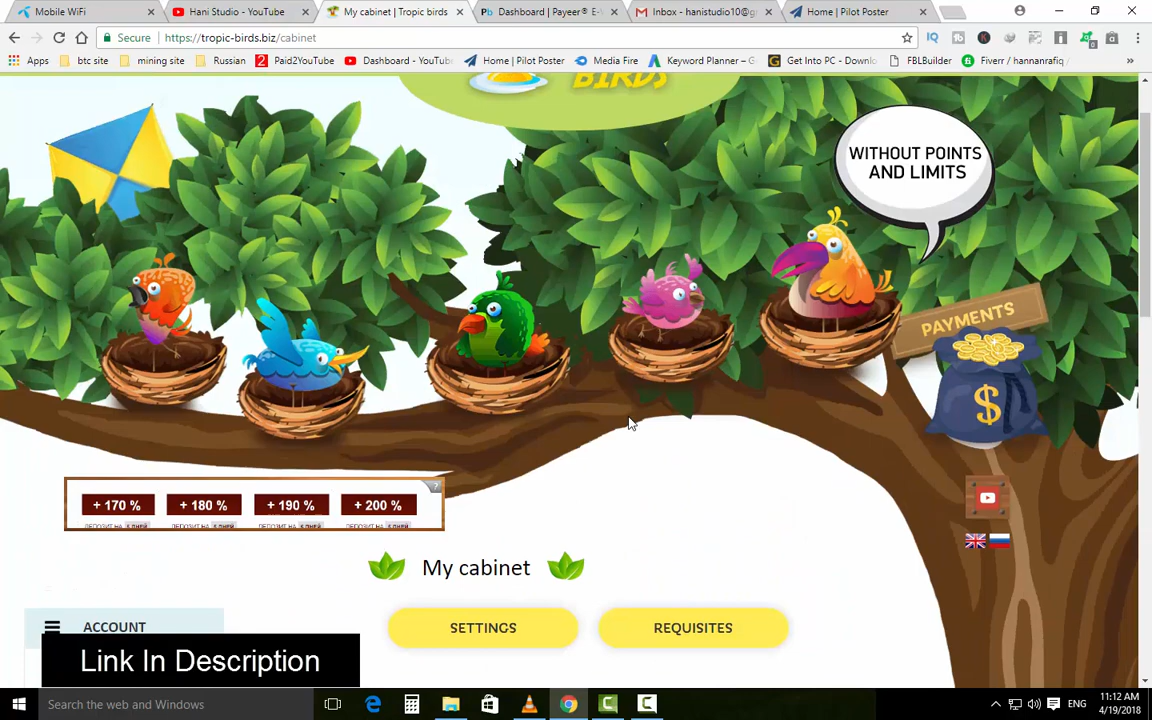 Mobile WiFi
Hani Studio - YouTube
My cabinet | Tropic birds
Dashboard | Payeer® E-
Inbox - hanistudio10@g
Home | Pilot Poster
Secure
https://tropic-birds.biz/cabinet
Apps
btc site
mining site
Russian
Paid2YouTube
Dashboard - YouTu
Home | Pilot Poster
Media Fire
Keyword Planner – G
Get Into PC - Downlo
FBLBuilder
Fiverr / hannanrafiq
BIRDS
WITHOUT POINTS
AND LIMITS
PAYMENTS
$
+ 170 %
+ 180 %
+ 190 %
+ 200 %
?
My cabinet
ACCOUNT
SETTINGS
REQUISITES
Link In Description
Search the web and Windows
ENG
11:12 AM
4/19/2018